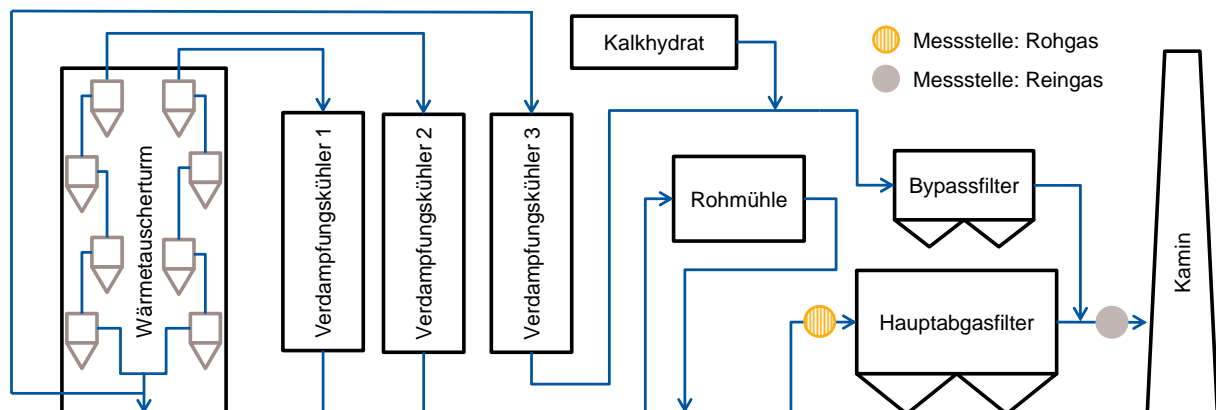 Kalkhydrat
Messstelle: Rohgas
Messstelle: Reingas
Wärmetauscherturm
Verdampfungskühler 1
Verdampfungskühler 2
Verdampfungskühler 3
Rohmühle
Bypassfilter
Hauptabgasfilter
Kamin